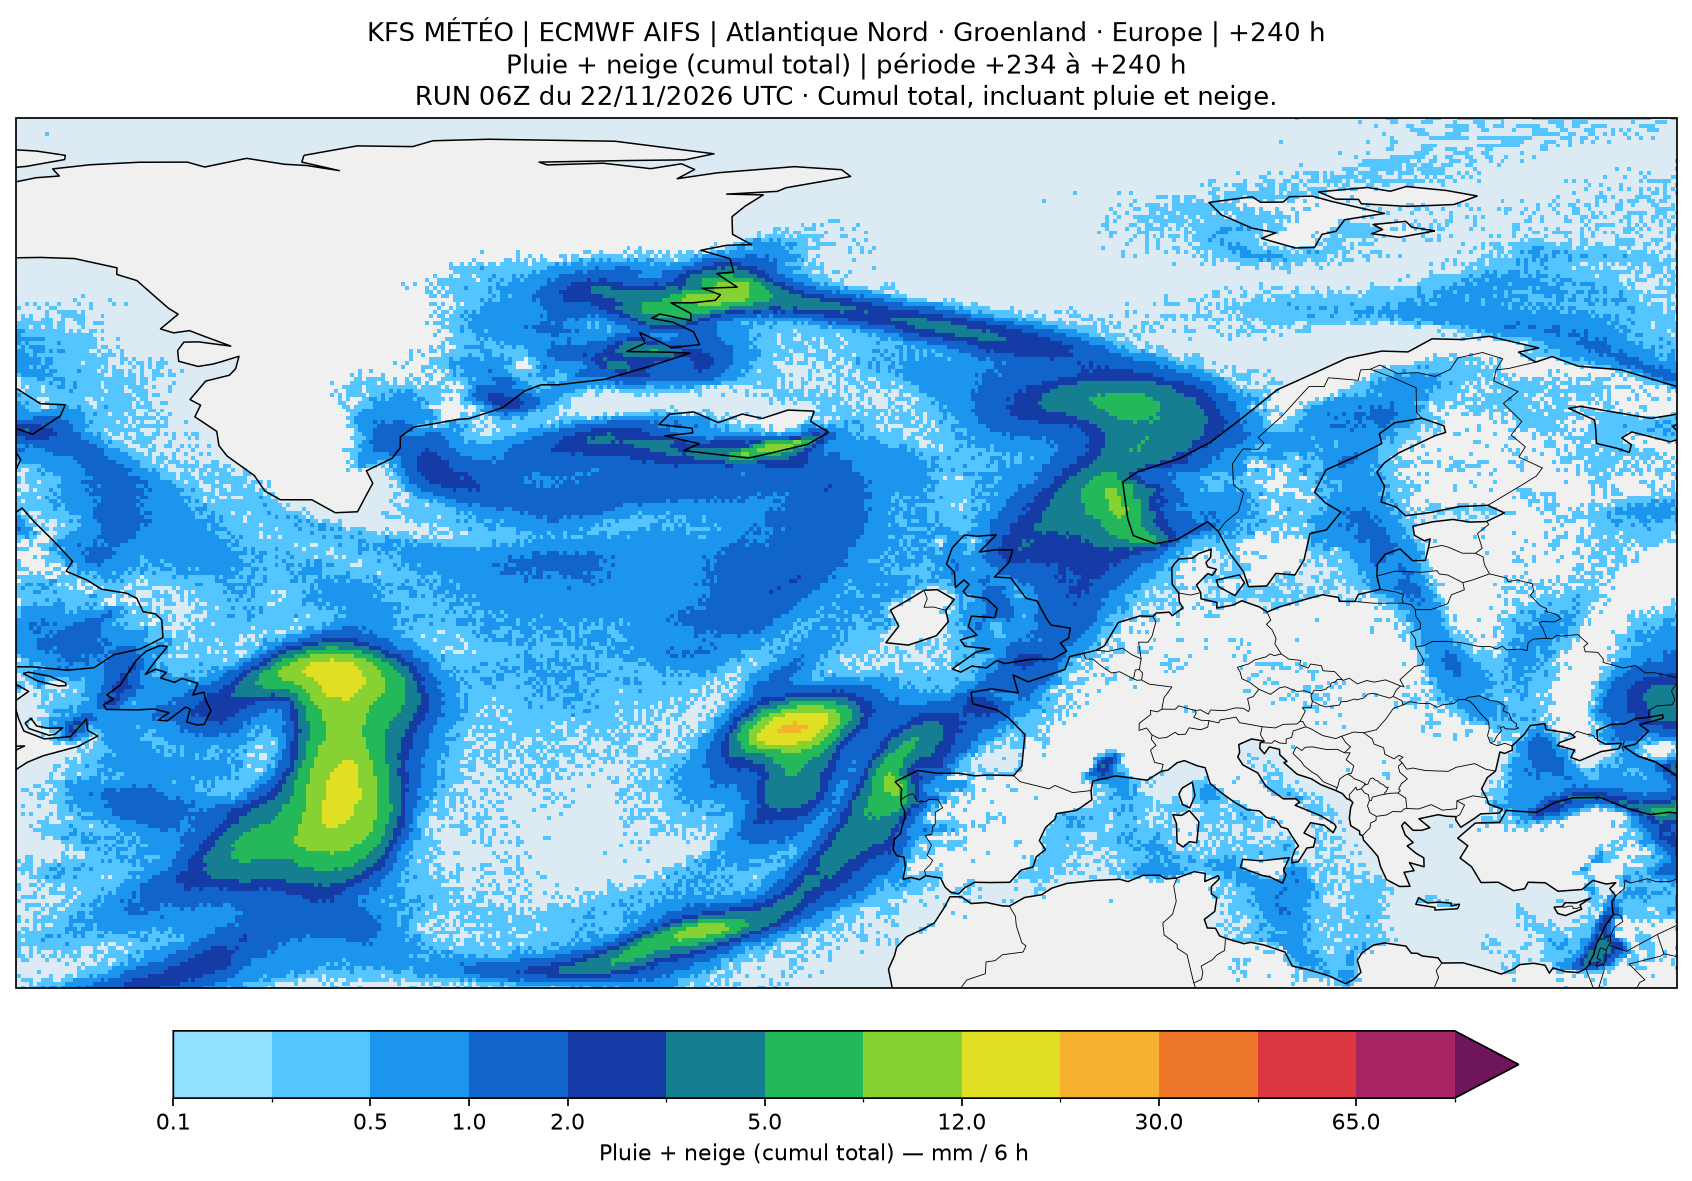 KFS MÉTÉO | ECMWF AIFS | Atlantique Nord · Groenland · Europe | +240 h
Pluie + neige (cumul total) | période +234 à +240 h
RUN 06Z du 22/11/2026 UTC · Cumul total, incluant pluie et neige.
0.1 0.5 1.0 2.0 5.0 12.0 30.0 65.0
Pluie + neige (cumul total) — mm / 6 h